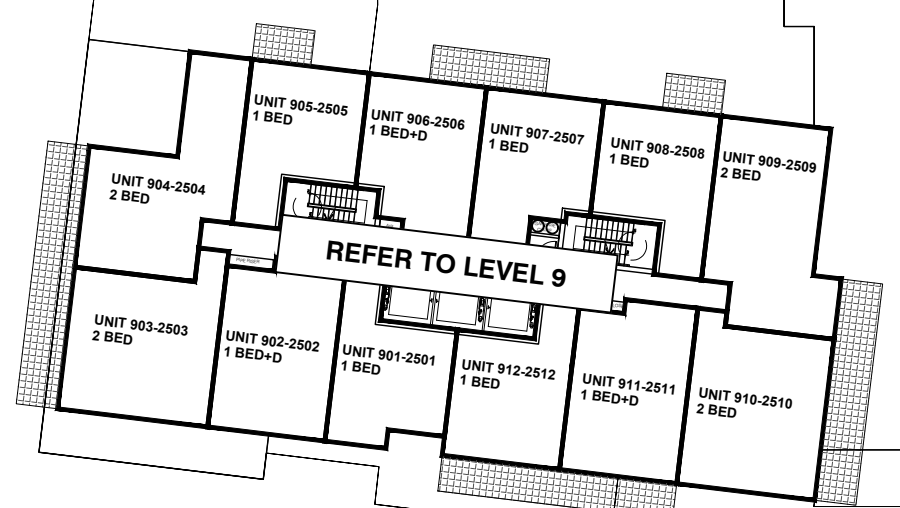 UNIT 905-2505
1 BED
UNIT 906-2506
1 BED+D
UNIT 907-2507
1 BED
UNIT 908-2508
1 BED
UNIT 909-2509
2 BED
UNIT 904-2504
2 BED
REFER TO LEVEL 9
UNIT 903-2503
2 BED
UNIT 902-2502
1 BED+D
UNIT 901-2501
1 BED
UNIT 912-2512
1 BED
UNIT 911-2511
1 BED+D
UNIT 910-2510
2 BED